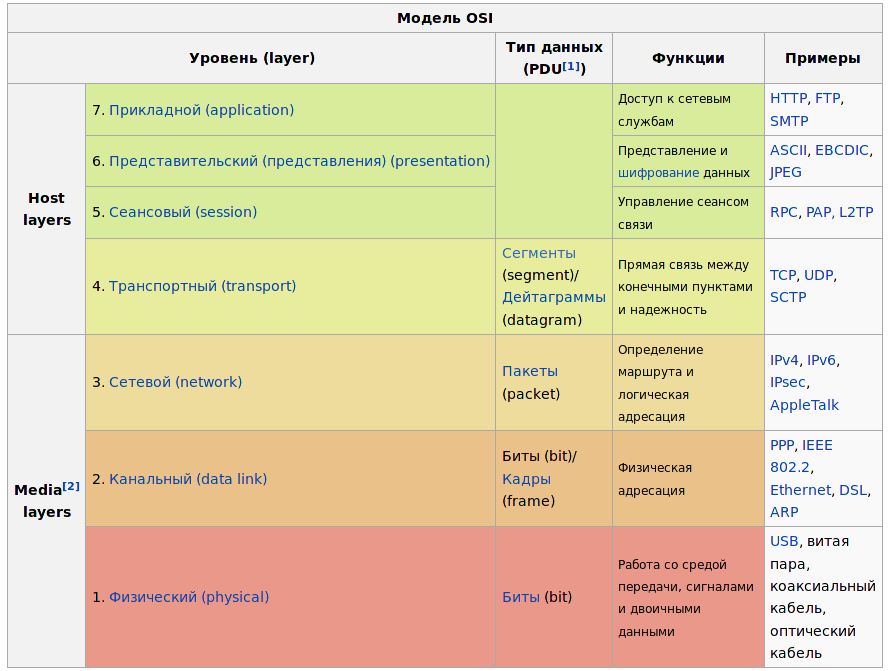 Модель OSI
Уровень (layer)
Тип данных
(PDU[1])
Функции
Примеры
Host
layers
7. Прикладной (application)
Доступ к сетевым
службам
HTTP, FTP,
SMTP
6. Представительский (представления) (presentation)
Представление и
шифрование данных
ASCII, EBCDIC,
JPEG
5. Сеансовый (session)
Управление сеансом
связи
RPC, PAP, L2TP
4. Транспортный (transport)
Сегменты
(segment)/
Дейтаграммы
(datagram)
Прямая связь между
конечными пунктами
и надежность
TCP, UDP,
SCTP
Media[2]
layers
3. Сетевой (network)
Пакеты
(packet)
Определение
маршрута и
логическая
адресация
IPv4, IPv6,
IPsec,
AppleTalk
2. Канальный (data link)
Биты (bit)/
Кадры
(frame)
Физическая
адресация
PPP, IEEE
802.2,
Ethernet, DSL,
ARP
1. Физический (physical)
Биты (bit)
Работа со средой
передачи, сигналами
и двоичными
данными
USB, витая
пара,
коаксиальный
кабель,
оптический
кабель